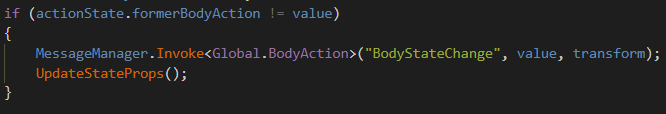 if (actionState.formerBodyAction != value)
{
    MessageManager.Invoke<Global.BodyAction>("BodyStateChange", value, transform);
    UpdateStateProps();
}